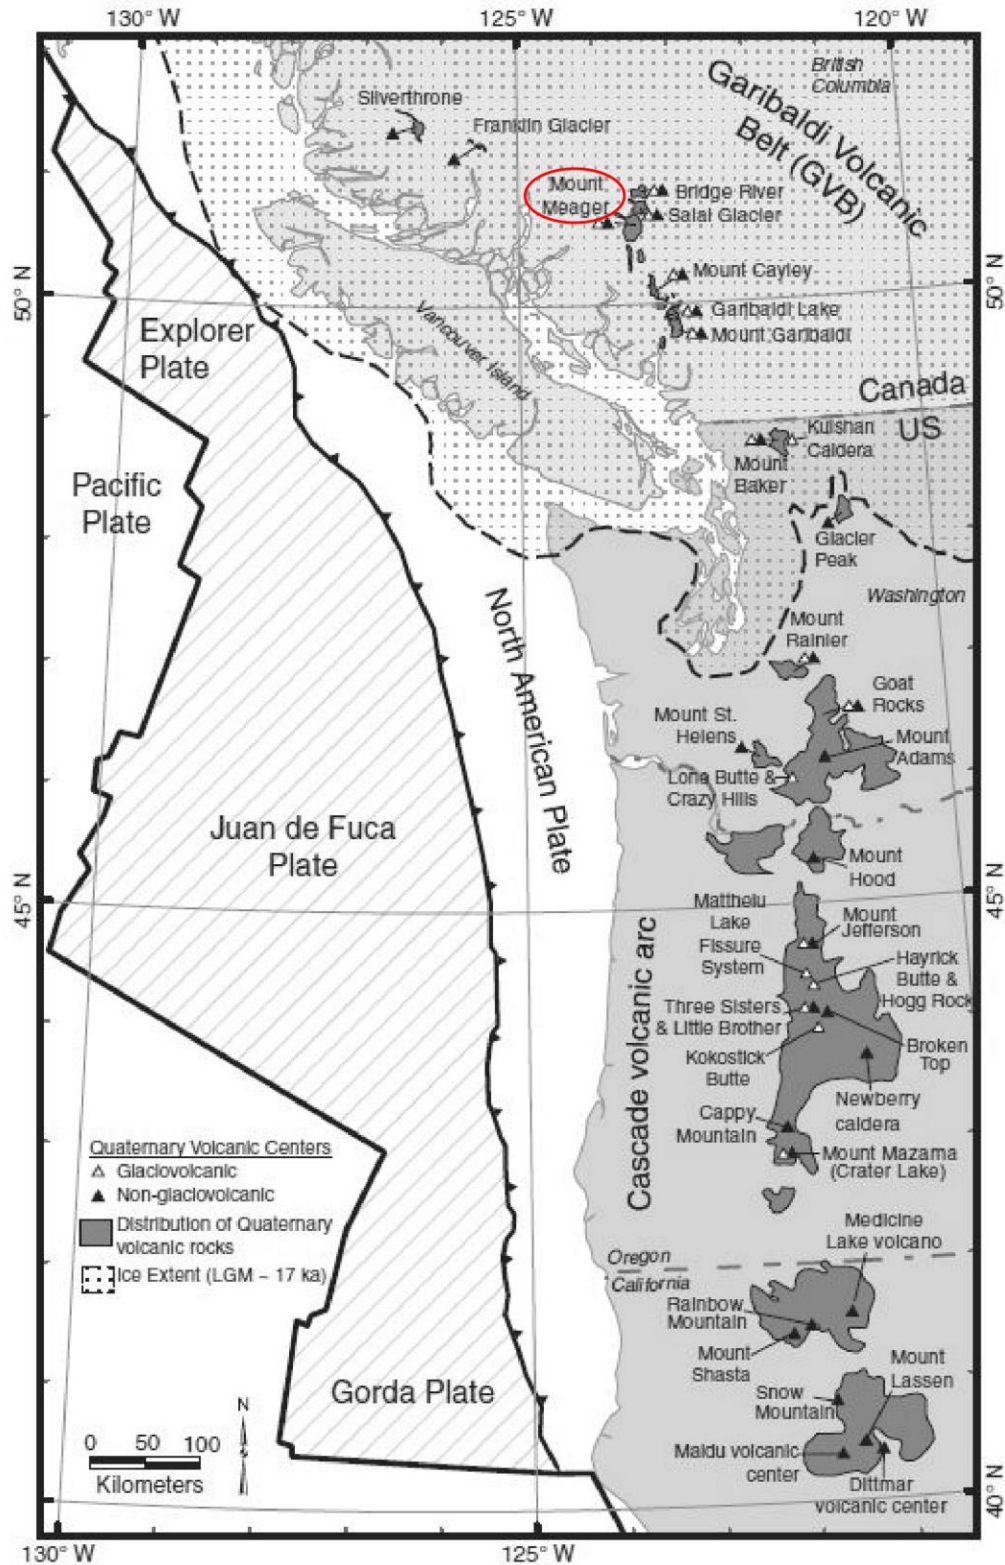 130° W
125° W
120° W
British
Columbia
Garibaldi Volcanic
Belt (GVB)
Silverthrone
Franklin Glacier
Mount
Meager
Bridge River
Salal Glacier
Mount Cayley
Garibaldi Lake
Mount Garibaldi
50° N
50° N
Vancouver Island
Explorer
Plate
Canada
US
Kulshan
Caldera
Mount
Baker
Pacific
Plate
Glacier
Peak
Washington
North American Plate
Mount
Rainier
Goat
Rocks
Mount St.
Helens
Mount
Adams
Lone Butte &
Crazy Hills
Juan de Fuca
Plate
Mount
Hood
45° N
45° N
Cascade volcanic arc
Matthelu
Lake
Fissure
System
Mount
Jefferson
Hayrick
Butte &
Hogg Rock
Three Sisters
& Little Brother
Kokostick
Butte
Broken
Top
Newberry
caldera
Cappy
Mountain
Mount Mazama
(Crater Lake)
Quaternary Volcanic Centers
Glaciovolcanic
Non-glaciovolcanic
Distribution of Quaternary
volcanic rocks
Ice Extent (LGM ~ 17 ka)
Medicine
Lake volcano
Oregon
California
Rainbow
Mountain
Mount
Shasta
Mount
Lassen
Snow
Mountain
Gorda Plate
Maidu volcanic
center
Dittmar
volcanic center
N
0 50 100
Kilometers
40° N
130° W
125° W